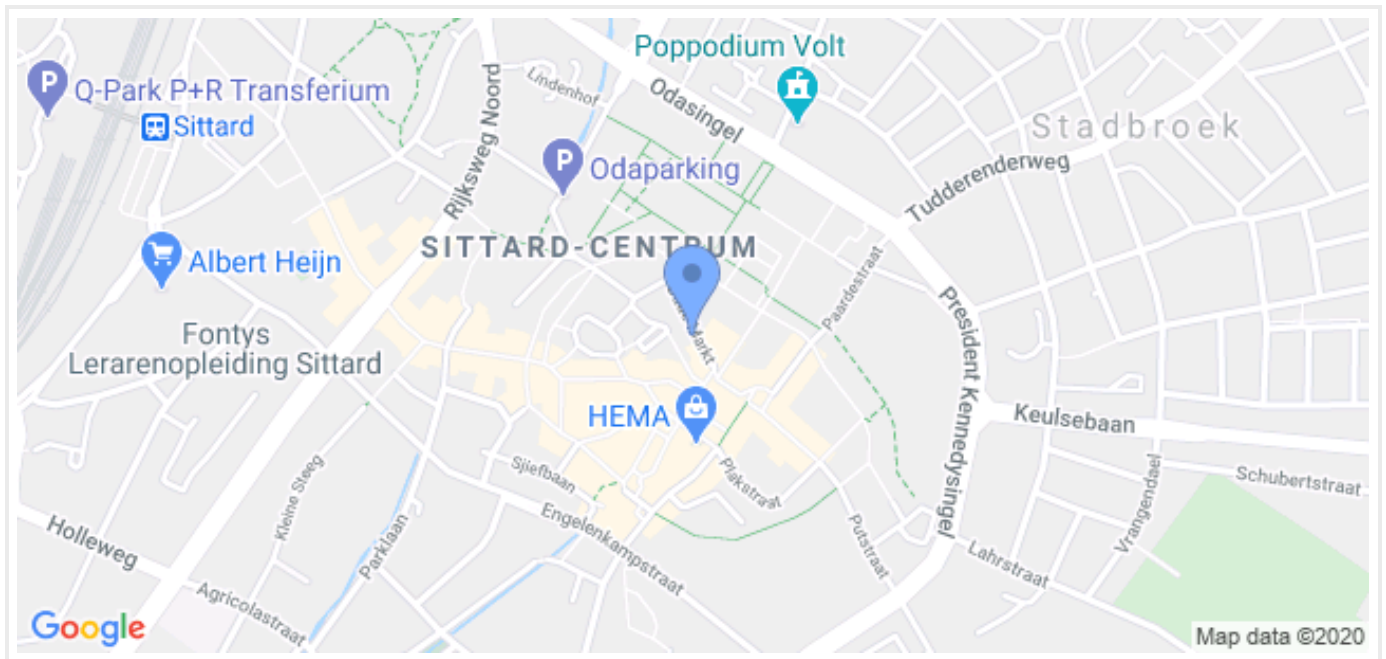 Poppodium Volt
P
Q-Park P+R Transferium
Sittard
Lindenhof
Odasingel
Stadbroek
Rijksweg Noord
P
Odaparking
Tudderenderweg
SITTARD-CENTRUM
Albert Heijn
Paardestraat
Markt
President Kennedysingel
Fontys
Lerarenopleiding Sittard
HEMA
Keulsebaan
Sjiefbaan
Plakstraat
Schubertstraat
Kleine Steeg
Vrangendael
Engelenkampstraat
Putstraat
Holleweg
Parklaan
Lahrstraat
Agricolastraat
Google
Map data ©2020